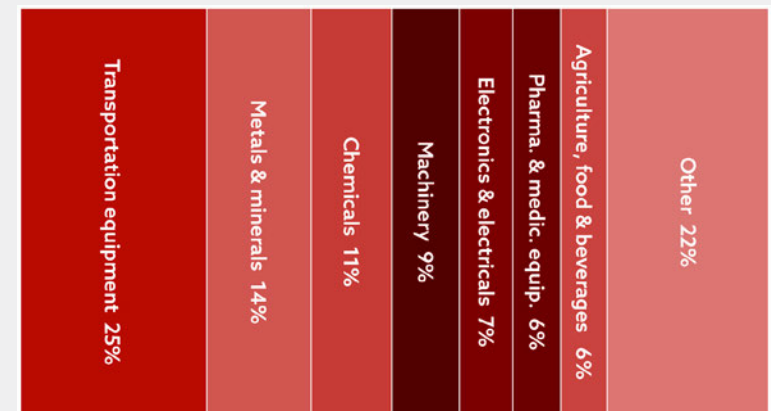 Transportation equipment 25%
Metals & minerals 14%
Chemicals 11%
Machinery 9%
Electronics & electricals 7%
Pharma. & medic. equip. 6%
Agriculture, food & beverages 6%
Other 22%